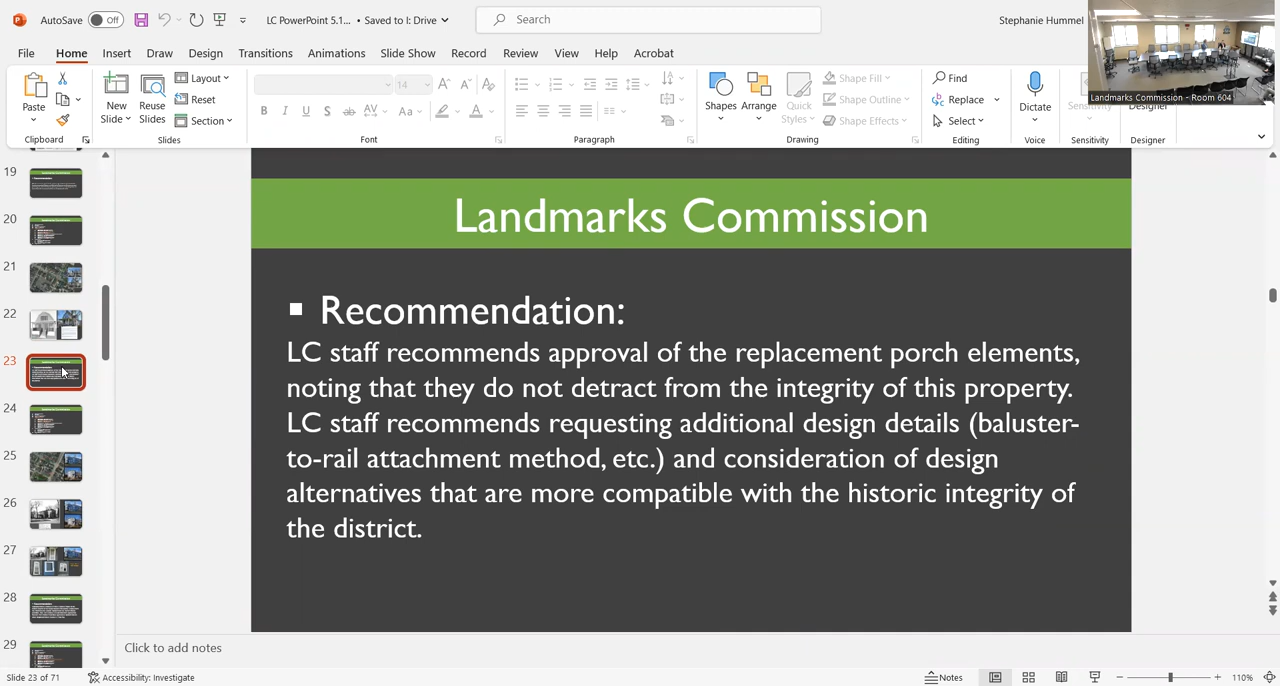 AutoSave Off LC PowerPoint 5.1... • Saved to I: Drive Search Stephanie Hummel
File Home Insert Draw Design Transitions Animations Slide Show Record Review View Help Acrobat
Paste
Clipboard
New Slide
Reuse Slides
Layout
Reset
Section
Slides
14
B I U S ab AV Aa A
Font
Paragraph
Shapes
Arrange
Quick Styles
Shape Fill
Shape Outline
Shape Effects
Drawing
Find
Replace
Select
Editing
Dictate
Voice
Sensitivity
Sensitivity
Designer
Designer
Landmarks Commission - Room 604
19
20
21
22
23
24
25
26
27
28
29
Landmarks Commission
▪ Recommendation:
LC staff recommends approval of the replacement porch elements,
noting that they do not detract from the integrity of this property.
LC staff recommends requesting additional design details (baluster-
to-rail attachment method, etc.) and consideration of design
alternatives that are more compatible with the historic integrity of
the district.
Click to add notes
Slide 23 of 71 Accessibility: Investigate Notes 110%